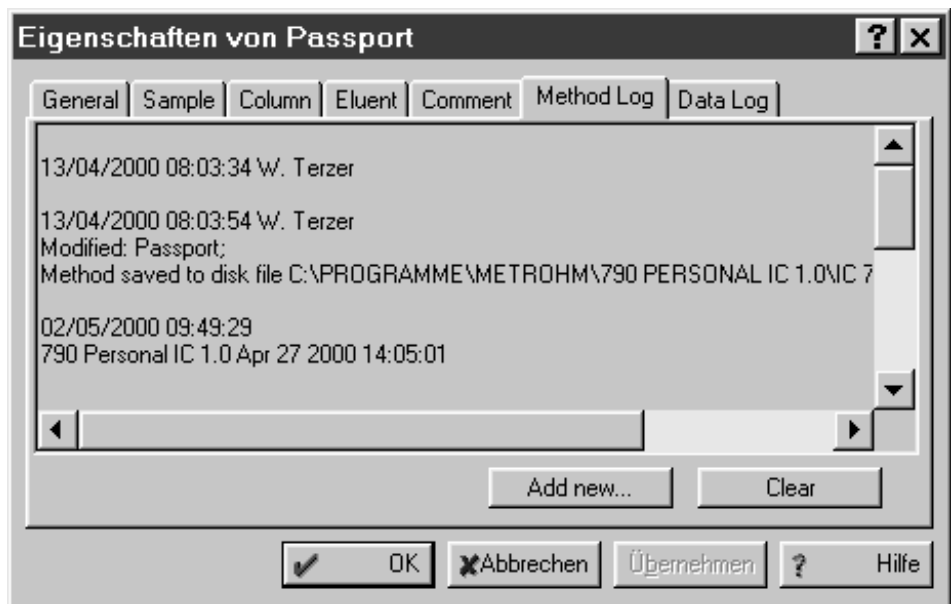 Eigenschaften von Passport
? x
General Sample Column Eluent Comment Method Log Data Log
13/04/2000 08:03:34 W. Terzer
13/04/2000 08:03:54 W. Terzer
Modified: Passport;
Method saved to disk file C:\PROGRAMME\METROHM\790 PERSONAL IC 1.0\IC 7
02/05/2000 09:49:29
790 Personal IC 1.0 Apr 27 2000 14:05:01
Add new... Clear
OK Abbrechen Übernehmen ? Hilfe